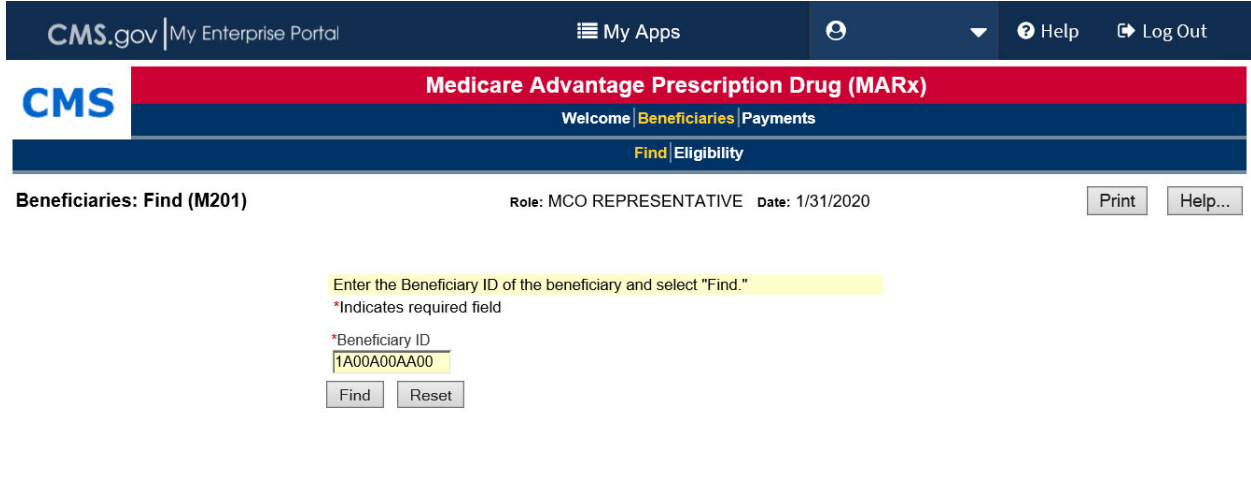 CMS.gov My Enterprise Portal My Apps Help Log Out
CMS
Medicare Advantage Prescription Drug (MARx)
Welcome|Beneficiaries|Payments
Find|Eligibility
Beneficiaries: Find (M201) Role: MCO REPRESENTATIVE Date: 1/31/2020 Print Help...
Enter the Beneficiary ID of the beneficiary and select "Find."
*Indicates required field
*Beneficiary ID
1A00A00AA00
Find Reset